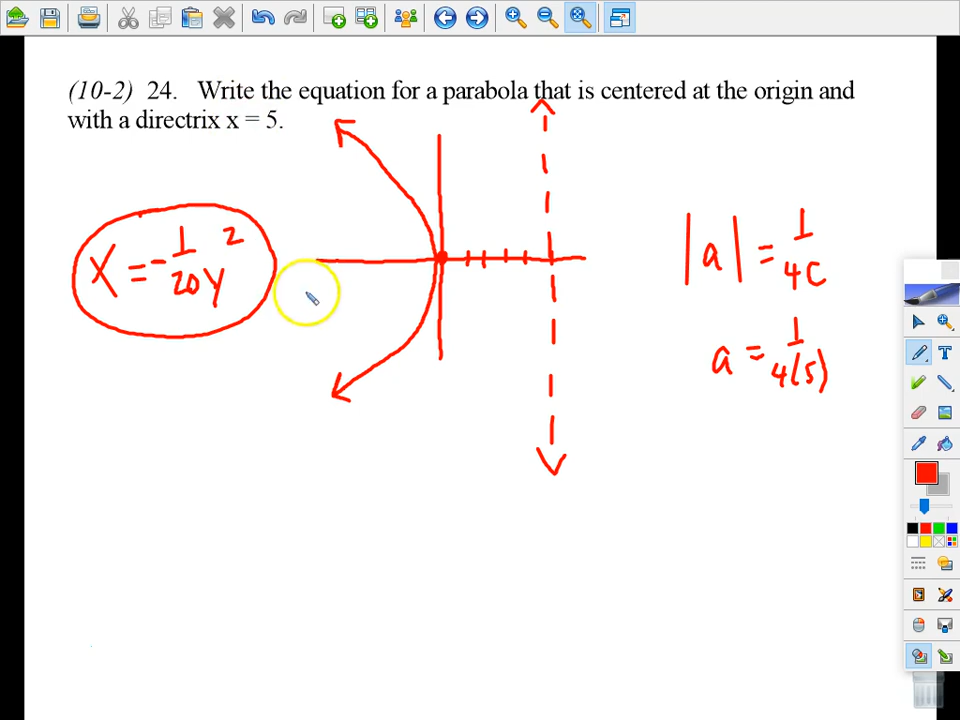 (10-2) 24. Write the equation for a parabola that is centered at the origin and
with a directrix x = 5.
X = -1/20 y²
|a| = 1/4c
a = 1/4(5)